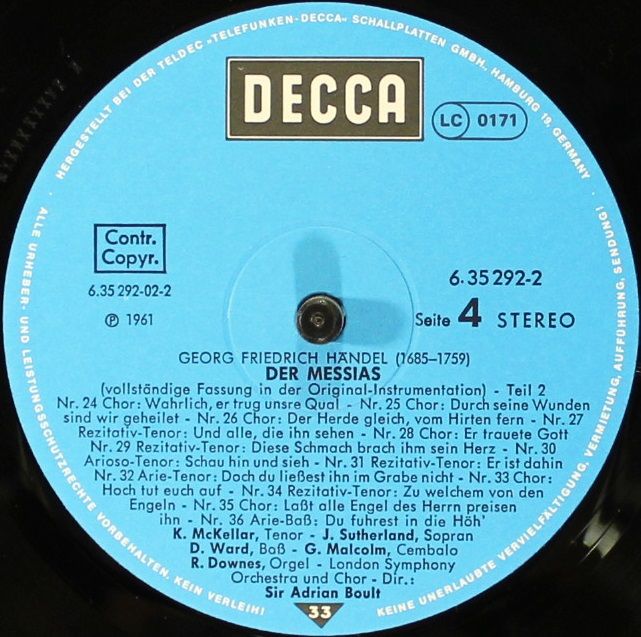 HERGESTELLT BEI DER TELDEC »TELEFUNKEN-DECCA« SCHALLPLATTEN GMBH., HAMBURG 19, GERMANY
DECCA
LC 0171
Contr.
Copyr.
6.35292-02-2
6.35292-2
Ⓟ 1961
Seite 4 STEREO
GEORG FRIEDRICH HÄNDEL (1685–1759)
DER MESSIAS
(vollständige Fassung in der Original-Instrumentation) - Teil 2
Nr. 24 Chor: Wahrlich, er trug unsre Qual - Nr. 25 Chor: Durch seine Wunden
sind wir geheilet - Nr. 26 Chor: Der Herde gleich, vom Hirten fern - Nr. 27
Rezitativ-Tenor: Und alle, die ihn sehen - Nr. 28 Chor: Er trauete Gott
Nr. 29 Rezitativ-Tenor: Diese Schmach brach ihm sein Herz - Nr. 30
Arioso-Tenor: Schau hin und sieh - Nr. 31 Rezitativ-Tenor: Er ist dahin
Nr. 32 Arie-Tenor: Doch du ließest ihn im Grabe nicht - Nr. 33 Chor:
Hoch tut euch auf - Nr. 34 Rezitativ-Tenor: Zu welchem von den
Engeln - Nr. 35 Chor: Laßt alle Engel des Herrn preisen
ihn - Nr. 36 Arie-Baß: Du fuhrest in die Höh'
K. McKellar, Tenor - J. Sutherland, Sopran
D. Ward, Baß - G. Malcolm, Cembalo
R. Downes, Orgel - London Symphony
Orchestra und Chor - Dir.:
Sir Adrian Boult
33
ALLE URHEBER- UND LEISTUNGSSCHUTZRECHTE VORBEHALTEN. KEIN VERLEIH!
KEINE UNERLAUBTE VERVIELFÄLTIGUNG, VERMIETUNG, AUFFÜHRUNG, SENDUNG!